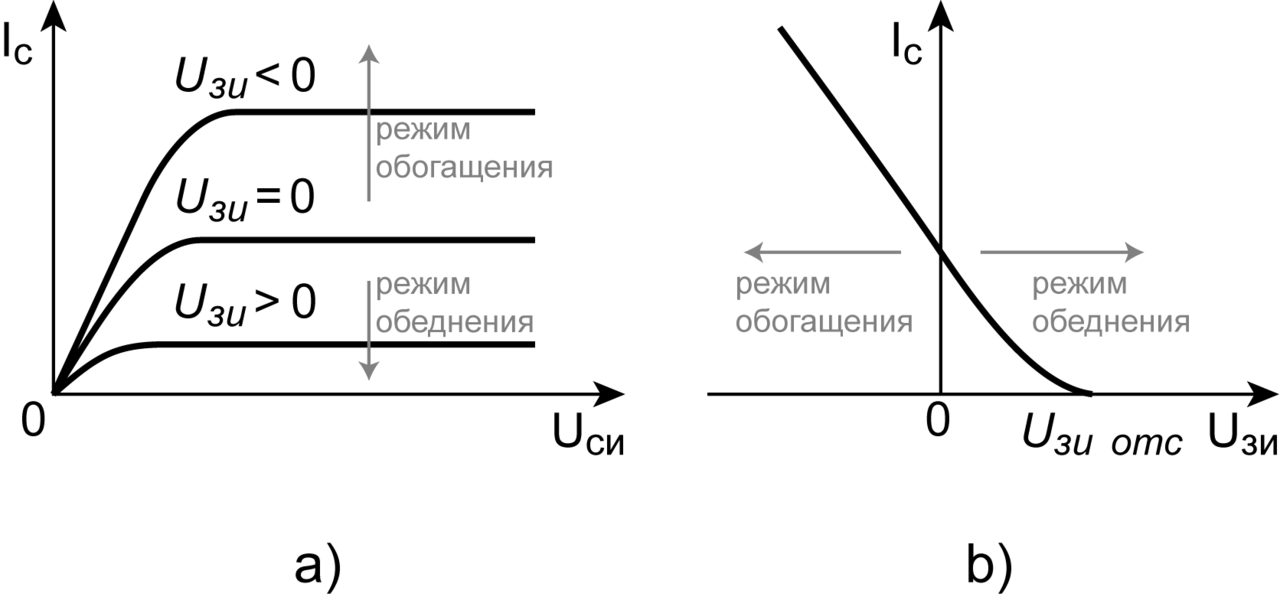 Iс
Uзи < 0
режим
обогащения
Uзи = 0
режим
обеднения
Uзи > 0
0
Uси
a)
Iс
режим
обогащения
режим
обеднения
0
Uзи отс
Uзи
b)